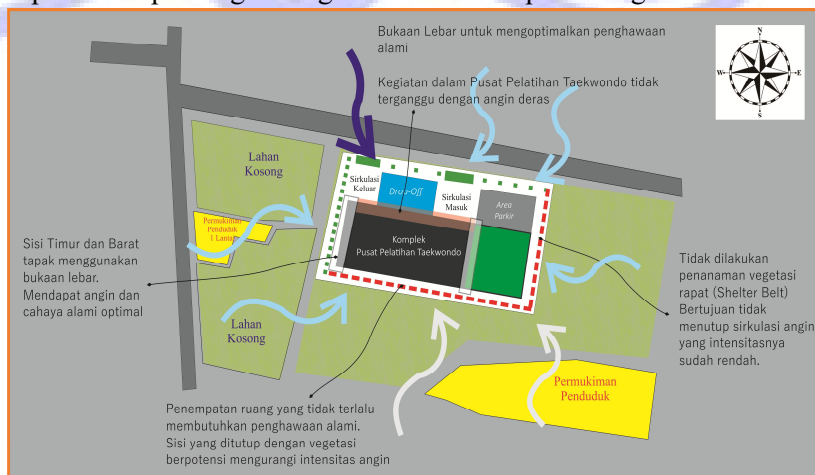 Bukaan Lebar untuk mengoptimalkan penghawaan
alami
Kegiatan dalam Pusat Pelatihan Taekwondo tidak
terganggu dengan angin deras
N
W
E
S
Lahan
Kosong
Sirkulasi
Keluar
Drop-Off
Sirkulasi
Masuk
Area
Parkir
Permukiman
Penduduk
1 Lantai
Komplek
Pusat Pelatihan Taekwondo
Sisi Timur dan Barat
tapak menggunakan
bukaan lebar.
Mendapat angin dan
cahaya alami optimal
Tidak dilakukan
penanaman vegetasi
rapat (Shelter Belt)
Bertujuan tidak
menutup sirkulasi angin
yang intensitasnya
sudah rendah.
Lahan
Kosong
Permukiman
Penduduk
Penempatan ruang yang tidak terlalu
membutuhkan penghawaan alami.
Sisi yang ditutup dengan vegetasi
berpotensi mengurangi intensitas angin